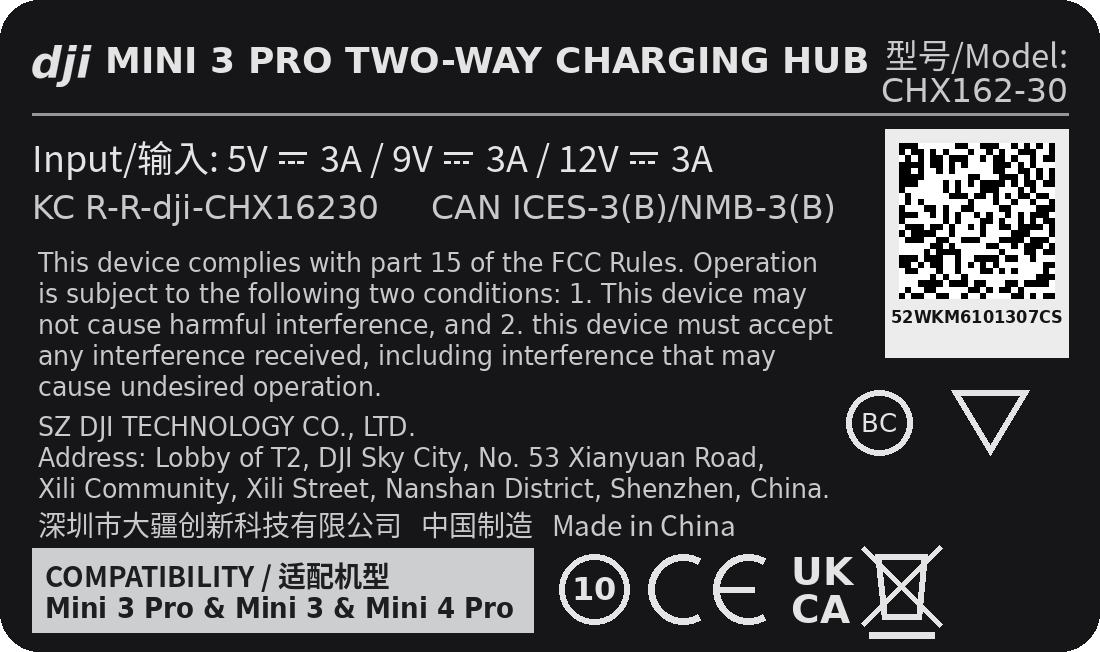 dji MINI 3 PRO TWO-WAY CHARGING HUB
型号/Model:
CHX162-30
Input/输入: 5V ⎓ 3A / 9V ⎓ 3A / 12V ⎓ 3A
KC R-R-dji-CHX16230 CAN ICES-3(B)/NMB-3(B)
52WKM6101307CS
This device complies with part 15 of the FCC Rules. Operation
is subject to the following two conditions: 1. This device may
not cause harmful interference, and 2. this device must accept
any interference received, including interference that may
cause undesired operation.
BC
SZ DJI TECHNOLOGY CO., LTD.
Address: Lobby of T2, DJI Sky City, No. 53 Xianyuan Road,
Xili Community, Xili Street, Nanshan District, Shenzhen, China.
深圳市大疆创新科技有限公司 中国制造 Made in China
COMPATIBILITY / 适配机型
Mini 3 Pro & Mini 3 & Mini 4 Pro
10
CE
UK
CA